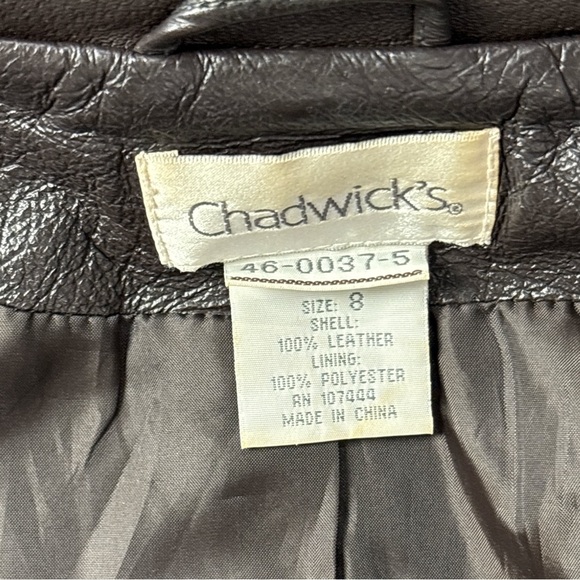 Chadwick's®
46-0037-5
SIZE: 8
SHELL:
100% LEATHER
LINING:
100% POLYESTER
RN 107444
MADE IN CHINA